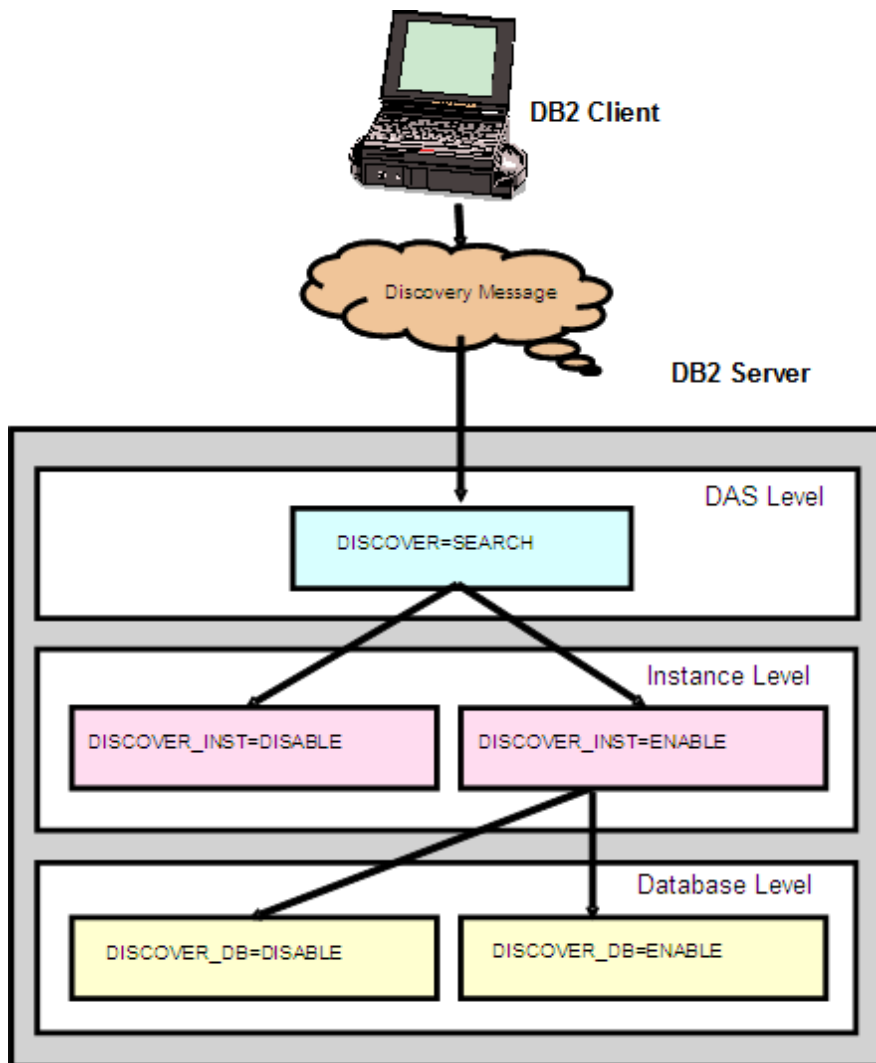 DB2 Client
Discovery Message
DB2 Server
DAS Level
DISCOVER=SEARCH
Instance Level
DISCOVER_INST=DISABLE
DISCOVER_INST=ENABLE
Database Level
DISCOVER_DB=DISABLE
DISCOVER_DB=ENABLE